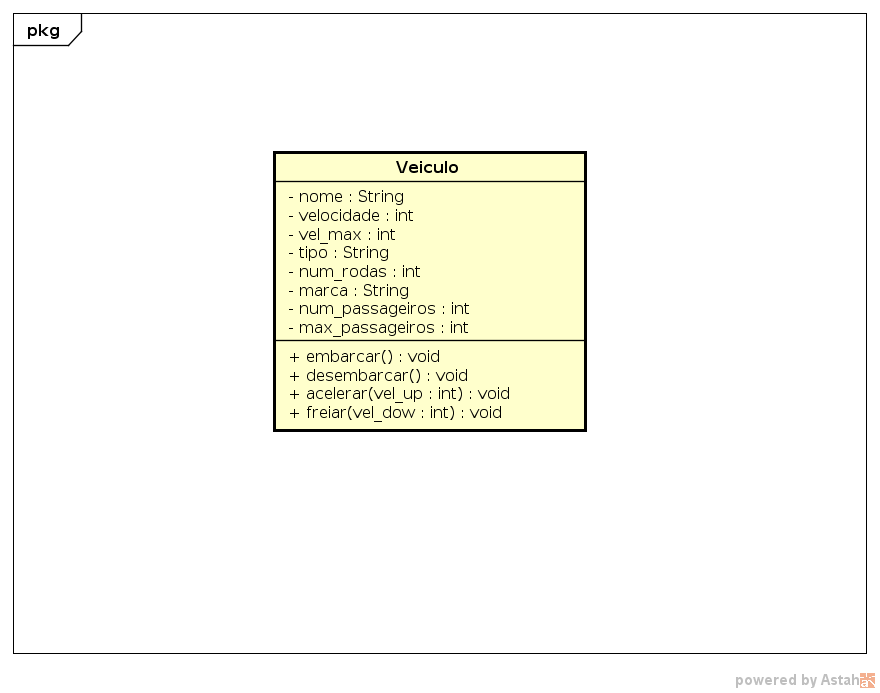 pkg
Veiculo
- nome : String
- velocidade : int
- vel_max : int
- tipo : String
- num_rodas : int
- marca : String
- num_passageiros : int
- max_passageiros : int
+ embarcar() : void
+ desembarcar() : void
+ acelerar(vel_up : int) : void
+ freiar(vel_dow : int) : void
powered by Astah